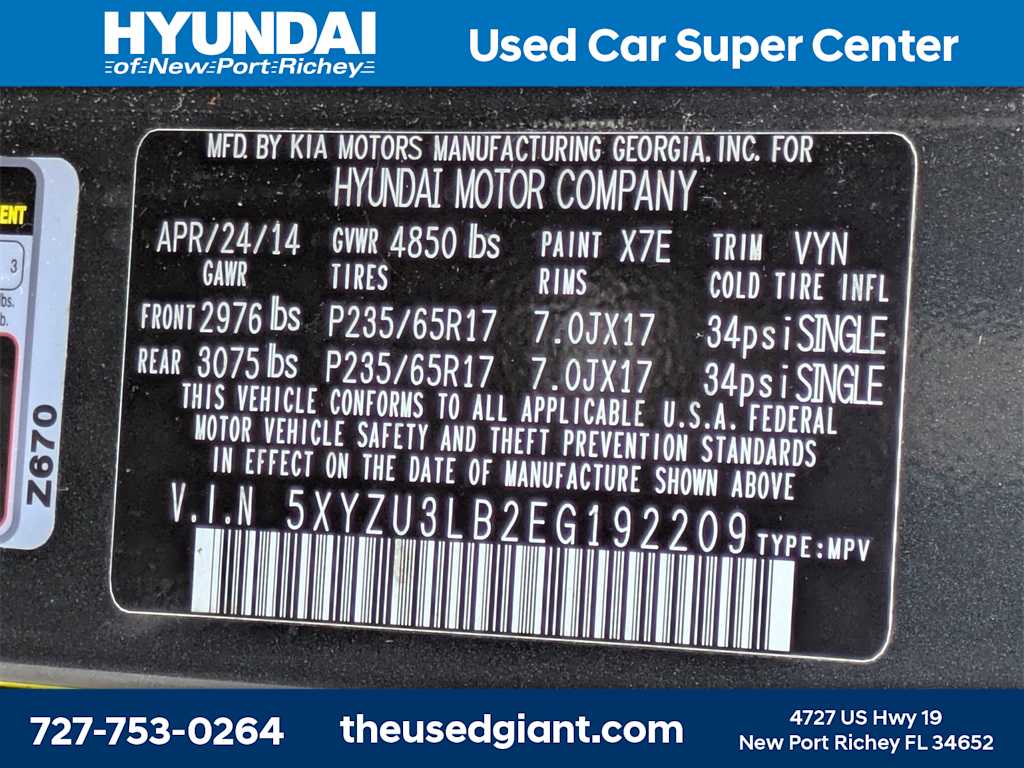 HYUNDAI
of New Port Richey
Used Car Super Center
MFD. BY KIA MOTORS MANUFACTURING GEORGIA, INC. FOR
HYUNDAI MOTOR COMPANY
APR/24/14 GVWR 4850 lbs PAINT X7E TRIM VYN
GAWR TIRES RIMS COLD TIRE INFL
FRONT 2976 lbs P235/65R17 7.0JX17 34psi SINGLE
REAR 3075 lbs P235/65R17 7.0JX17 34psi SINGLE
THIS VEHICLE CONFORMS TO ALL APPLICABLE U.S.A. FEDERAL
MOTOR VEHICLE SAFETY AND THEFT PREVENTION STANDARDS
IN EFFECT ON THE DATE OF MANUFACTURE SHOWN ABOVE
V.I.N 5XYZU3LB2EG192209 TYPE:MPV
3
lbs.
Z670
727-753-0264
theusedgiant.com
4727 US Hwy 19
New Port Richey FL 34652